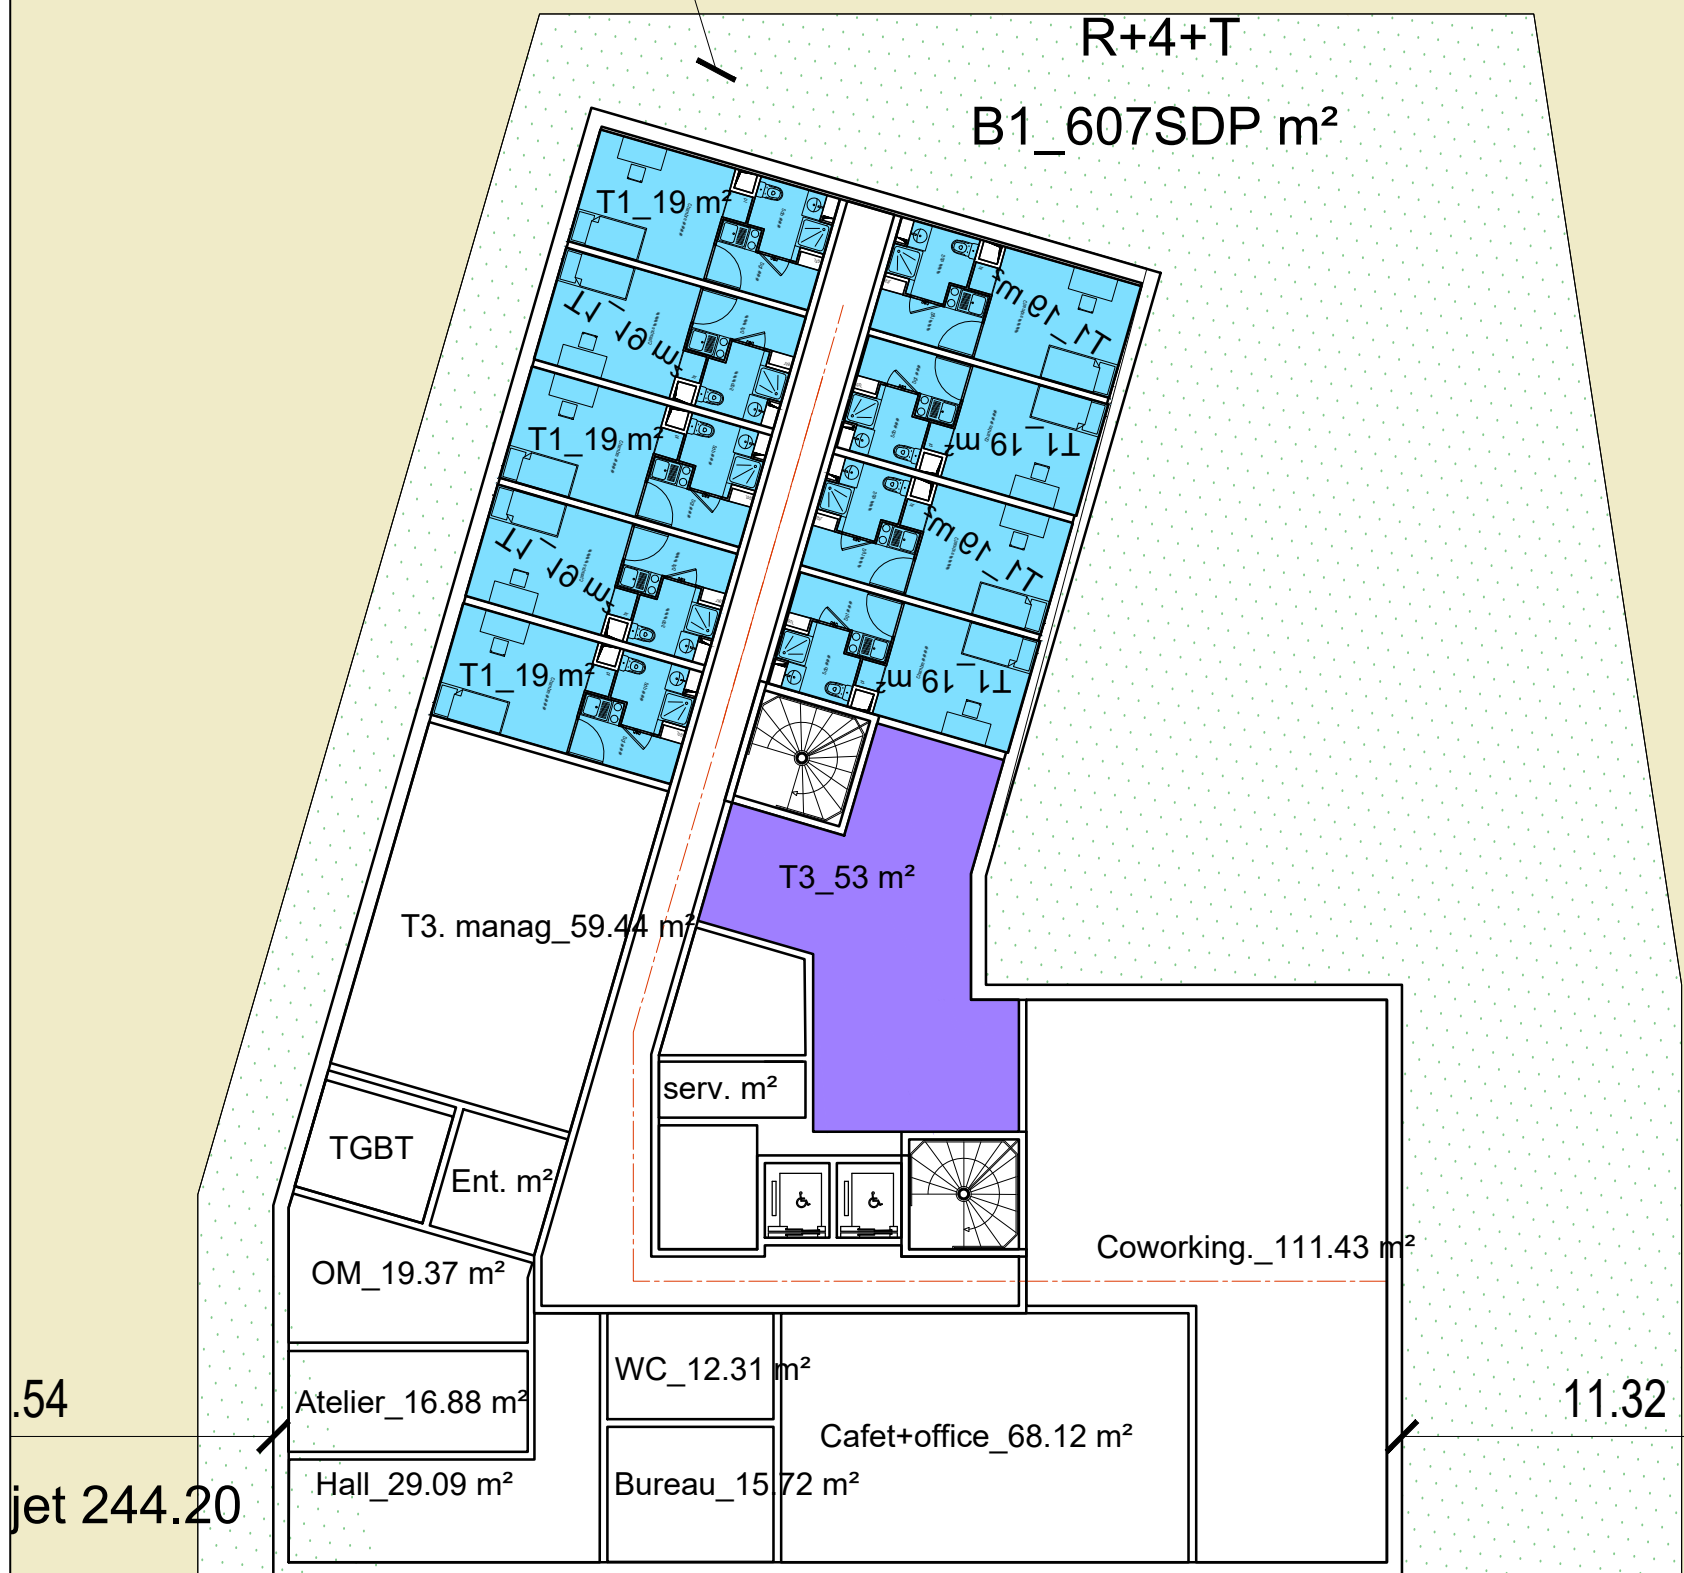 R+4+T
B1_607SDP m²
T1_19 m²
T1_19 m²
T1_19 m²
T1_19 m²
T1_19 m²
T1_19 m²
T1_19 m²
T1_19 m²
T1_19 m²
T3_53 m²
T3. manag_59.44 m²
serv. m²
TGBT
Ent. m²
OM_19.37 m²
Coworking._111.43 m²
WC_12.31 m²
Atelier_16.88 m²
.54
11.32
Cafet+office_68.12 m²
Hall_29.09 m²
Bureau_15.72 m²
jet 244.20